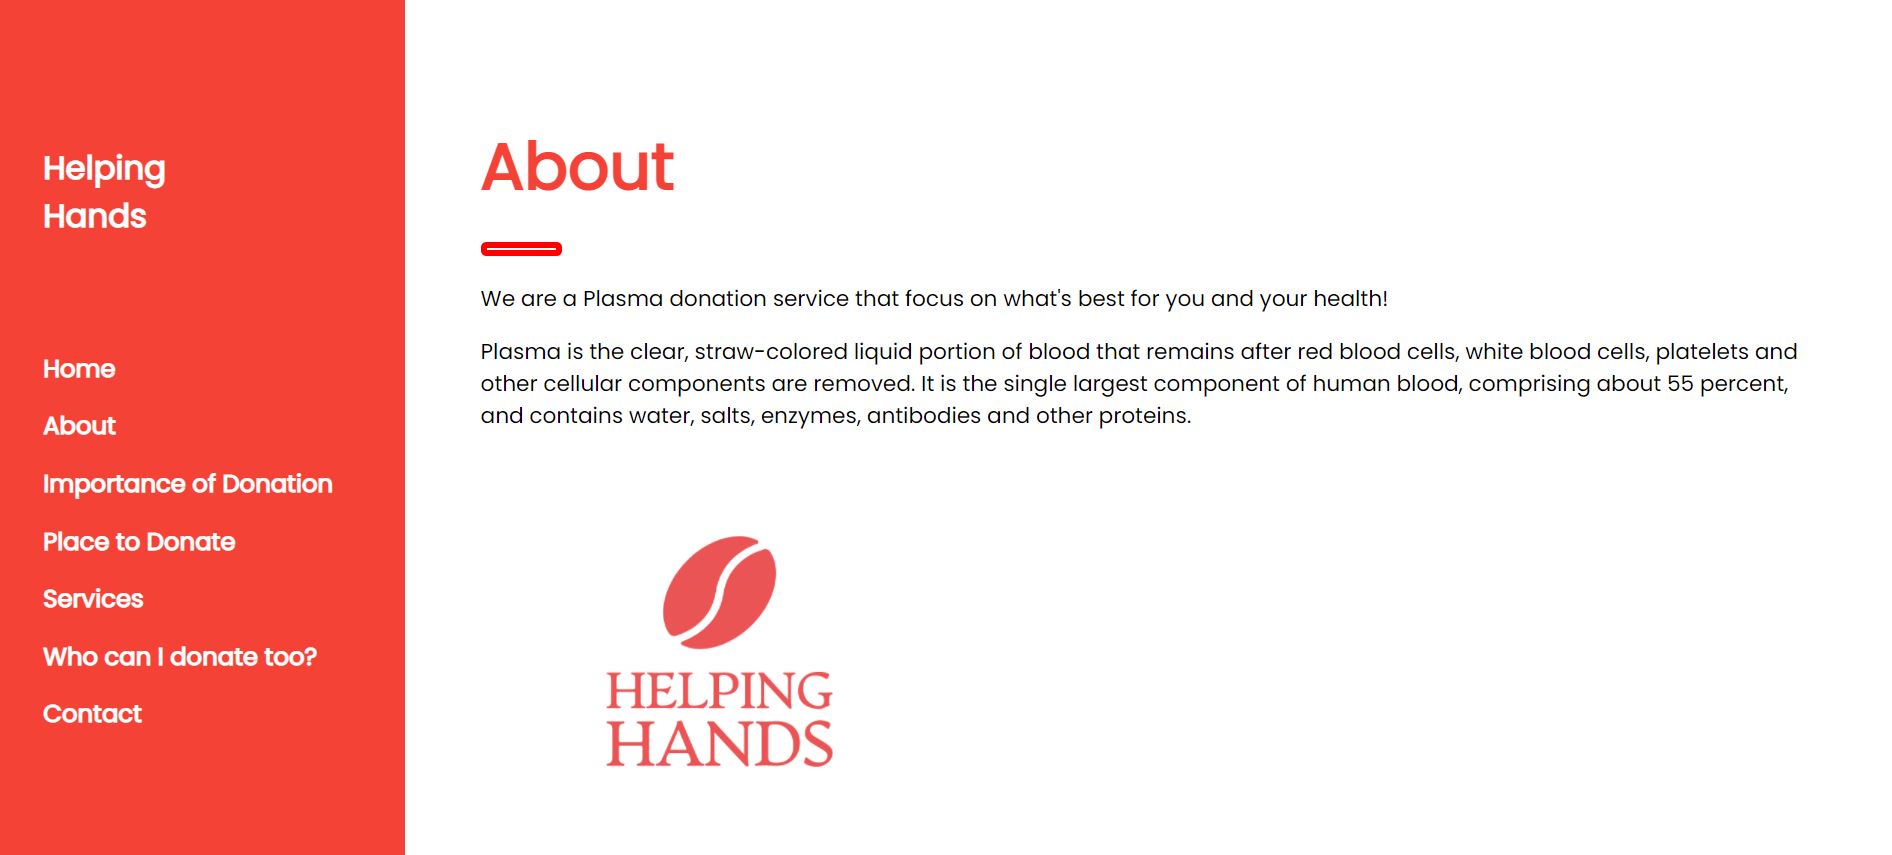 Helping
Hands
Home
About
Importance of Donation
Place to Donate
Services
Who can I donate too?
Contact
About
We are a Plasma donation service that focus on what's best for you and your health!
Plasma is the clear, straw-colored liquid portion of blood that remains after red blood cells, white blood cells, platelets and
other cellular components are removed. It is the single largest component of human blood, comprising about 55 percent,
and contains water, salts, enzymes, antibodies and other proteins.
HELPING
HANDS